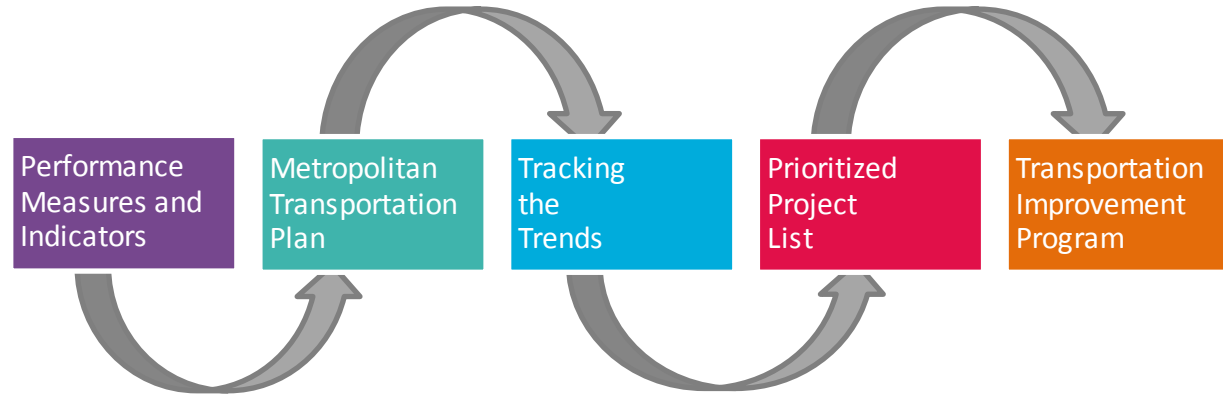 Performance
Measures and
Indicators
Metropolitan
Transportation
Plan
Tracking
the
Trends
Prioritized
Project
List
Transportation
Improvement
Program